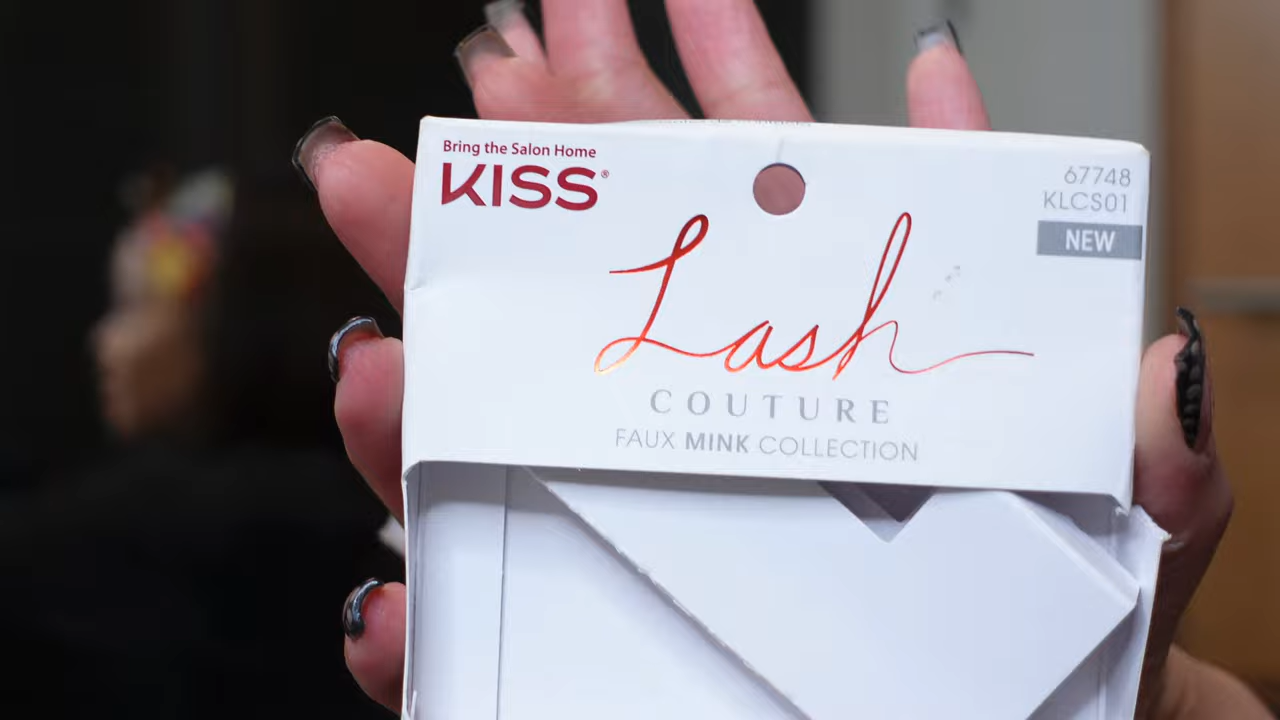 Bring the Salon Home
KISS®
67748
KLCS01
NEW
Lash
COUTURE
FAUX MINK COLLECTION